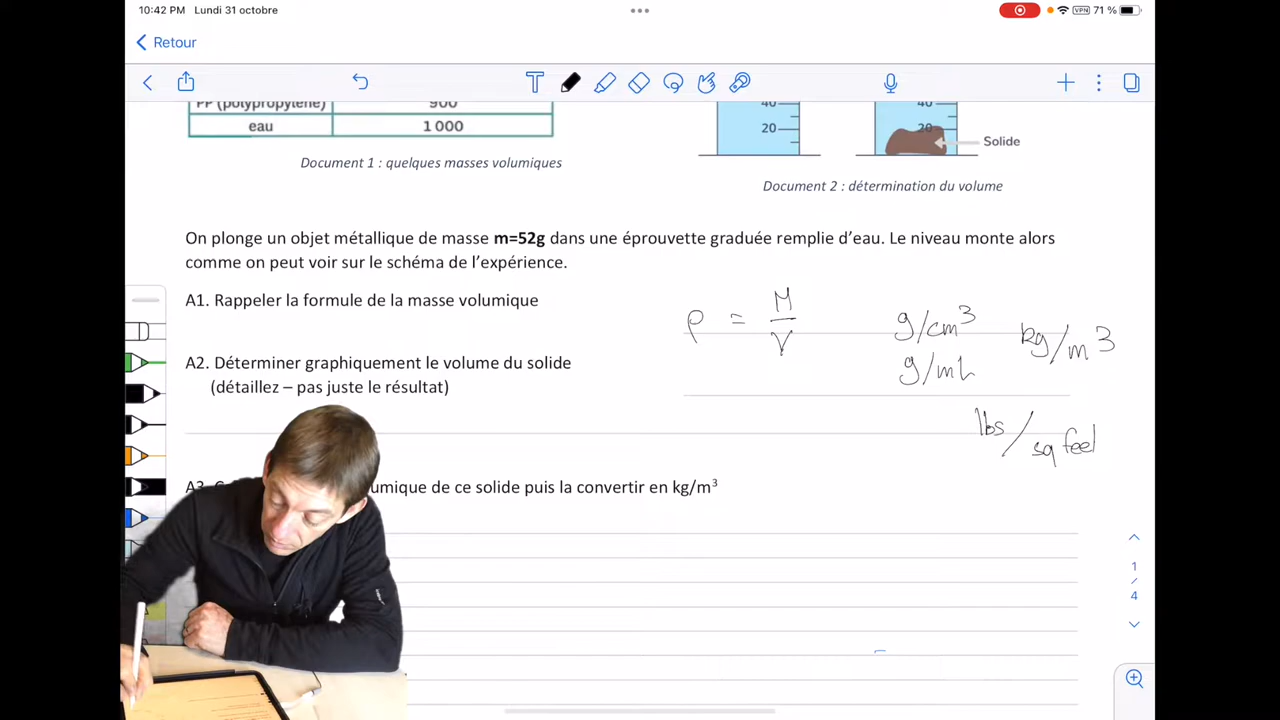 10:42 PM Lundi 31 octobre
VPN 71 %
Retour
PP (polypropylène) 900
eau 1 000
40
20
40
20
Solide
Document 1 : quelques masses volumiques
Document 2 : détermination du volume
On plonge un objet métallique de masse m=52g dans une éprouvette graduée remplie d'eau. Le niveau monte alors
comme on peut voir sur le schéma de l'expérience.
A1. Rappeler la formule de la masse volumique
ρ = M/V
g/cm³
kg/m3
g/mL
A2. Déterminer graphiquement le volume du solide
(détaillez – pas juste le résultat)
lbs/sq feel
A3. umique de ce solide puis la convertir en kg/m³
1
/
4